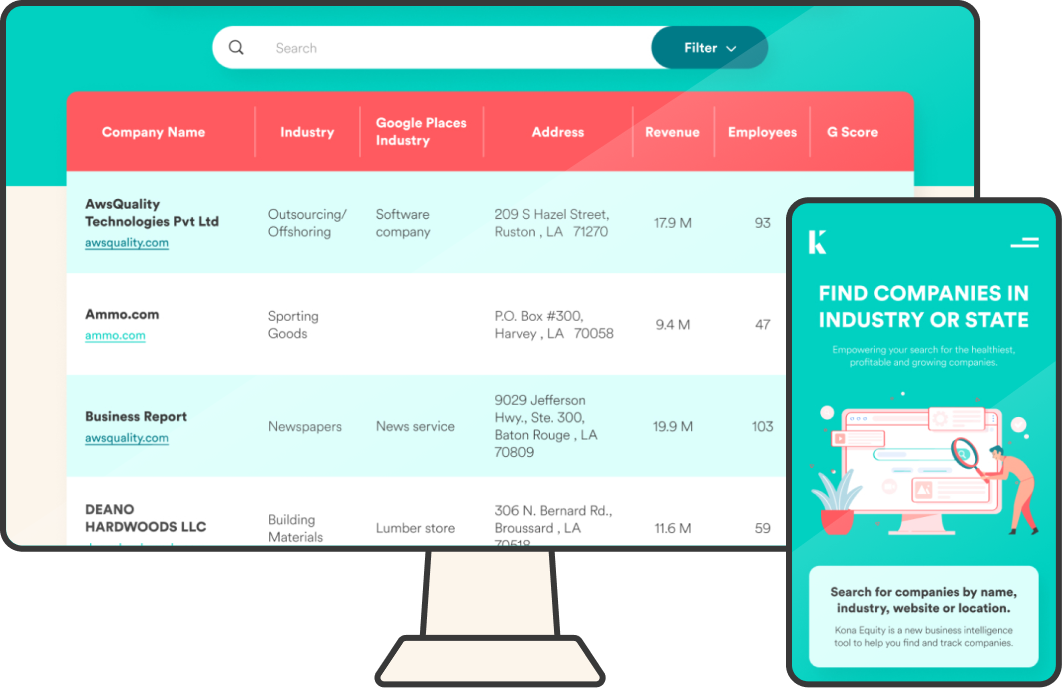 Search
Filter
Company Name
Industry
Google Places
Industry
Address
Revenue
Employees
G Score
AwsQuality
Technologies Pvt Ltd
awsquality.com
Outsourcing/
Offshoring
Software
company
209 S Hazel Street,
Ruston , LA 71270
17.9 M
93
Ammo.com
ammo.com
Sporting
Goods
P.O. Box #300,
Harvey , LA 70058
9.4 M
47
Business Report
awsquality.com
Newspapers
News service
9029 Jefferson
Hwy., Ste. 300,
Baton Rouge , LA
70809
19.9 M
103
DEANO
HARDWOODS LLC
Building
Materials
Lumber store
306 N. Bernard Rd.,
Broussard , LA
70518
11.6 M
59
K
FIND COMPANIES IN
INDUSTRY OR STATE
Empowering your search for the healthiest,
profitable and growing companies.
Search for companies by name,
industry, website or location.
Kona Equity is a new business intelligence
tool to help you find and track companies.